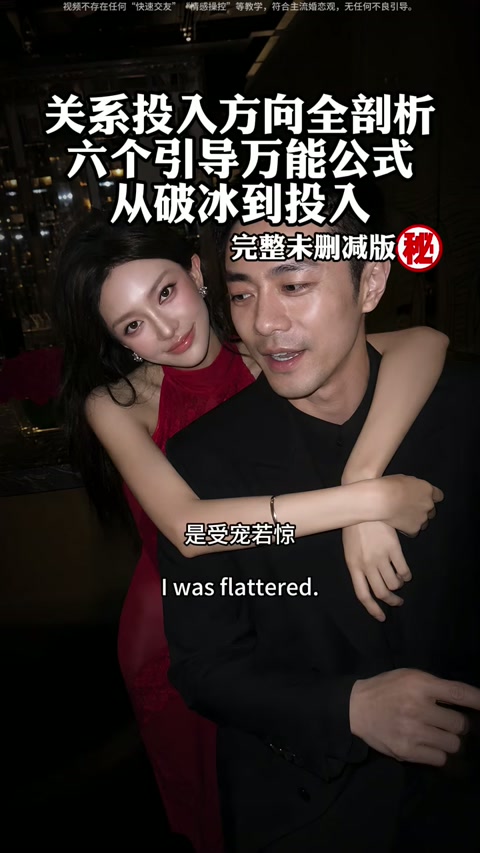 视频不存在任何“快速交友”“情感操控”等教学，符合主流婚恋观，无任何不良引导。
关系投入方向全剖析
六个引导万能公式
从破冰到投入
完整未删减版 秘
是受宠若惊
I was flattered.